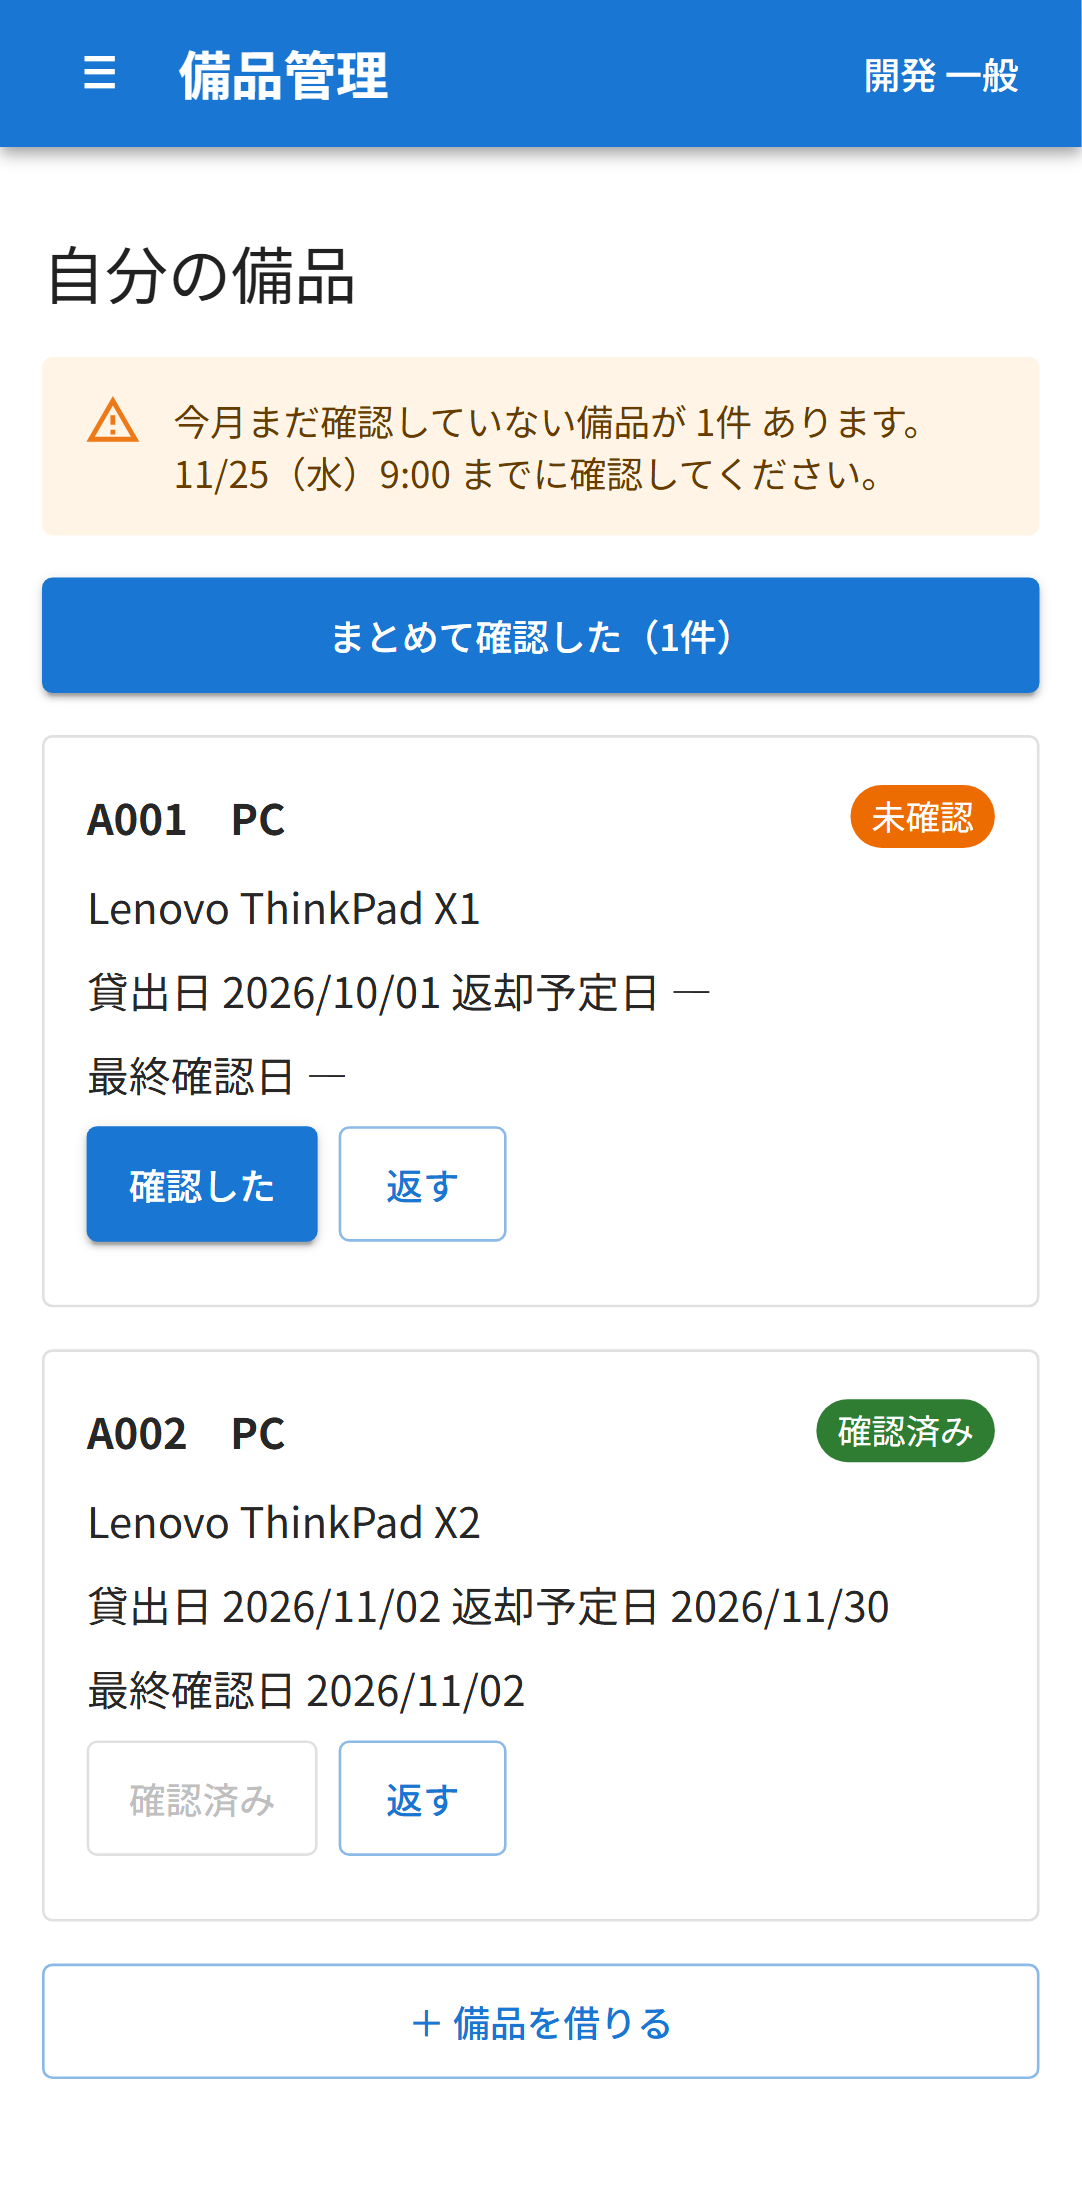 備品管理
開発 一般
自分の備品
今月まだ確認していない備品が 1件 あります。
11/25（水）9:00 までに確認してください。
まとめて確認した（1件）
A001　PC
未確認
Lenovo ThinkPad X1
貸出日 2026/10/01 返却予定日 —
最終確認日 —
確認した
返す
A002　PC
確認済み
Lenovo ThinkPad X2
貸出日 2026/11/02 返却予定日 2026/11/30
最終確認日 2026/11/02
確認済み
返す
＋ 備品を借りる